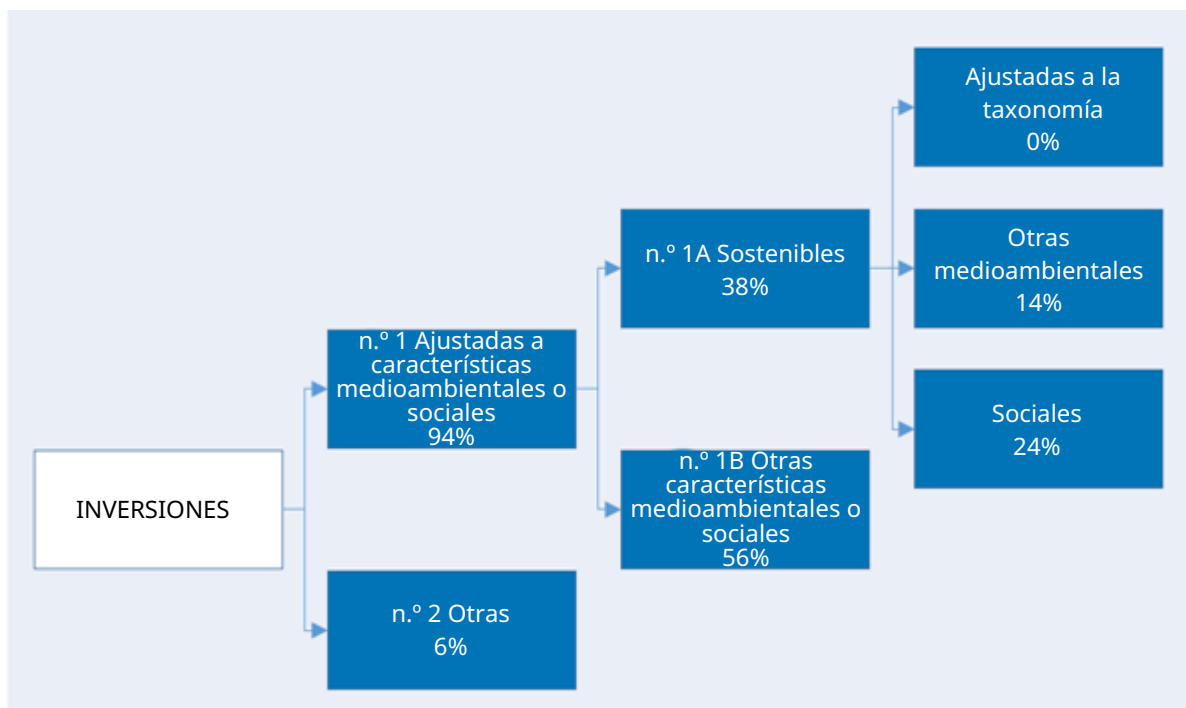 Ajustadas a la
taxonomía
0%
n.º 1A Sostenibles
38%
Otras
medioambientales
14%
n.º 1 Ajustadas a
características
medioambientales o
sociales
94%
Sociales
24%
INVERSIONES
n.º 1B Otras
características
medioambientales o
sociales
56%
n.º 2 Otras
6%